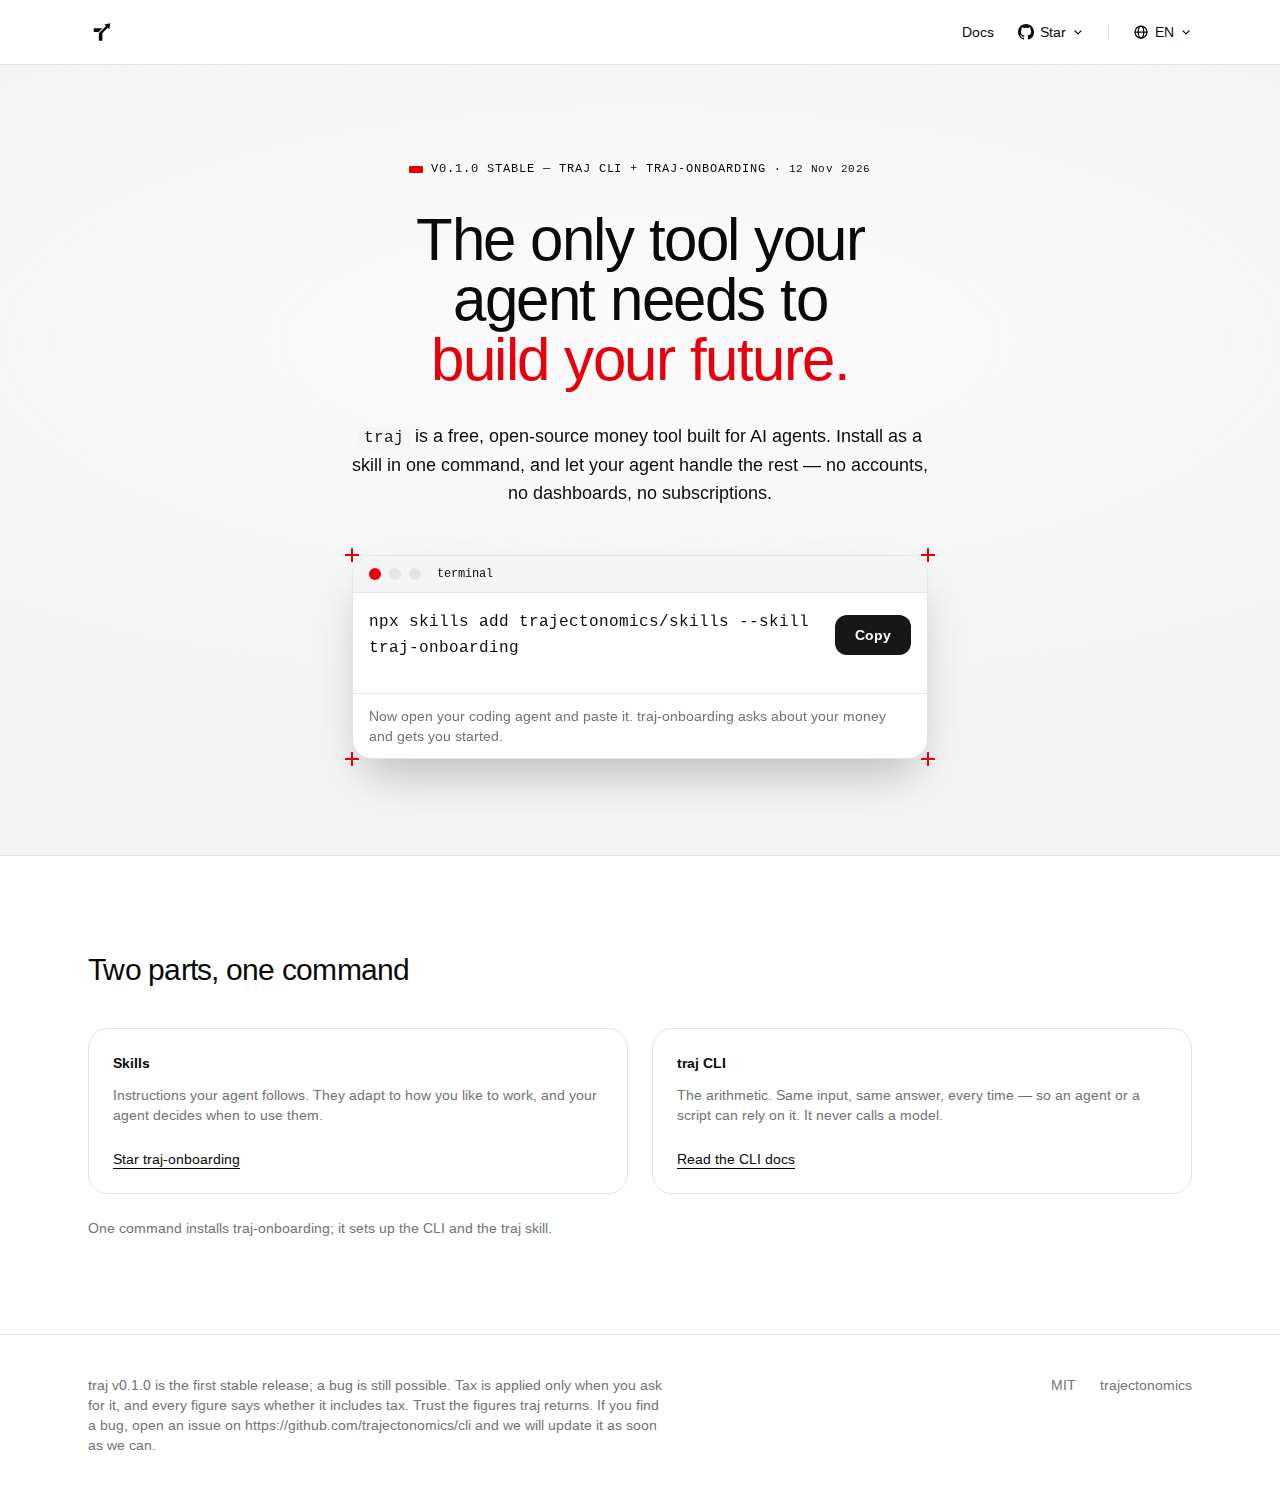 Docs
Star
EN
V0.1.0 STABLE — TRAJ CLI + TRAJ-ONBOARDING · 12 Nov 2026
The only tool your
agent needs to
build your future.
traj is a free, open-source money tool built for AI agents. Install as a
skill in one command, and let your agent handle the rest — no accounts,
no dashboards, no subscriptions.
terminal
npx skills add trajectonomics/skills --skill
traj-onboarding
Copy
Now open your coding agent and paste it. traj-onboarding asks about your money
and gets you started.
Two parts, one command
Skills
Instructions your agent follows. They adapt to how you like to work, and your
agent decides when to use them.
Star traj-onboarding
traj CLI
The arithmetic. Same input, same answer, every time — so an agent or a
script can rely on it. It never calls a model.
Read the CLI docs
One command installs traj-onboarding; it sets up the CLI and the traj skill.
traj v0.1.0 is the first stable release; a bug is still possible. Tax is applied only when you ask
for it, and every figure says whether it includes tax. Trust the figures traj returns. If you find
a bug, open an issue on https://github.com/trajectonomics/cli and we will update it as soon
as we can.
MIT
trajectonomics